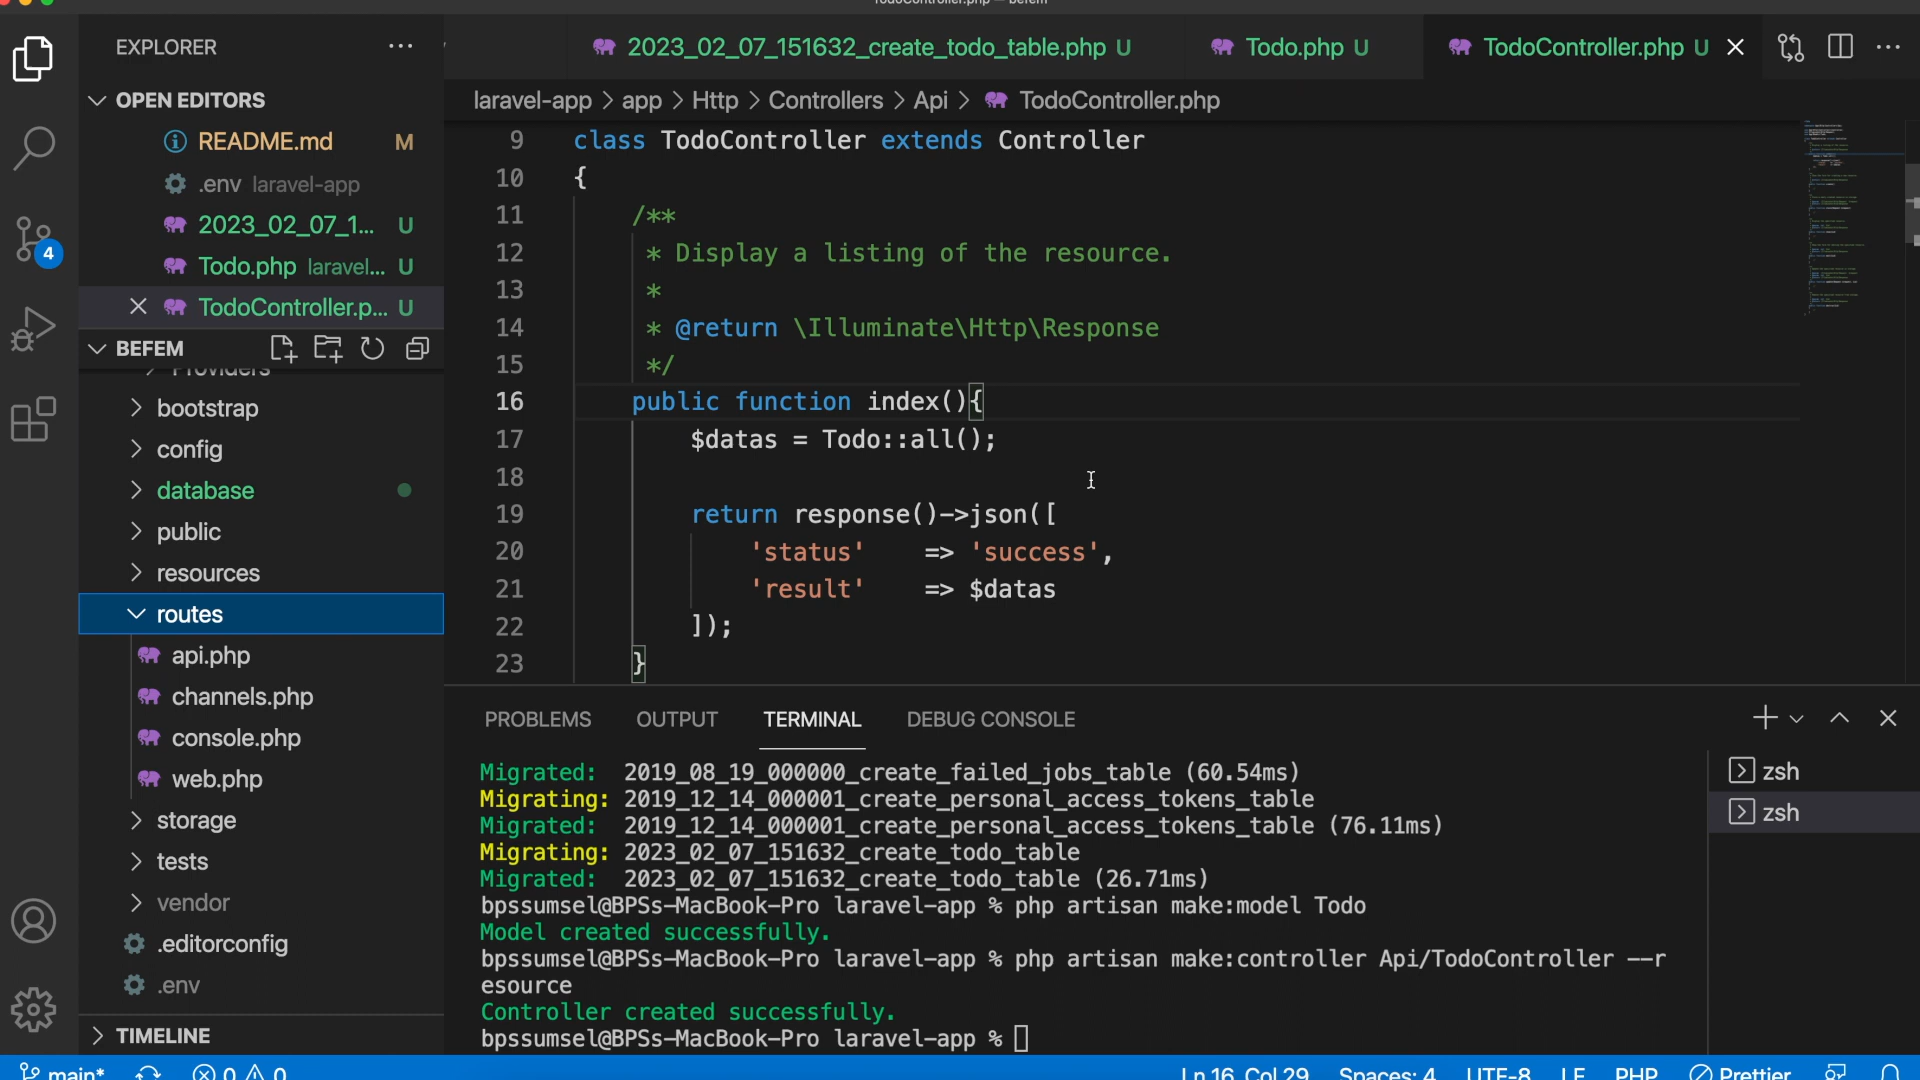 TodoController.php — befem
EXPLORER
2023_02_07_151632_create_todo_table.php U
Todo.php U
TodoController.php U
OPEN EDITORS
README.md M
.env laravel-app
2023_02_07_1... U
Todo.php laravel... U
TodoController.p... U
BEFEM
Providers
bootstrap
config
database
public
resources
routes
api.php
channels.php
console.php
web.php
storage
tests
vendor
.editorconfig
.env
TIMELINE
4
laravel-app > app > Http > Controllers > Api > TodoController.php
9 class TodoController extends Controller
10 {
11 /**
12 * Display a listing of the resource.
13 *
14 * @return \Illuminate\Http\Response
15 */
16 public function index(){
17 $datas = Todo::all();
18
19 return response()->json([
20 'status' => 'success',
21 'result' => $datas
22 ]);
23 }
PROBLEMS OUTPUT TERMINAL DEBUG CONSOLE
Migrated: 2019_08_19_000000_create_failed_jobs_table (60.54ms)
Migrating: 2019_12_14_000001_create_personal_access_tokens_table
Migrated: 2019_12_14_000001_create_personal_access_tokens_table (76.11ms)
Migrating: 2023_02_07_151632_create_todo_table
Migrated: 2023_02_07_151632_create_todo_table (26.71ms)
bpssumsel@BPSs-MacBook-Pro laravel-app % php artisan make:model Todo
Model created successfully.
bpssumsel@BPSs-MacBook-Pro laravel-app % php artisan make:controller Api/TodoController --r
esource
Controller created successfully.
bpssumsel@BPSs-MacBook-Pro laravel-app %
zsh
zsh
main* 0 0 Ln 16, Col 29 Spaces: 4 UTF-8 LF PHP Prettier